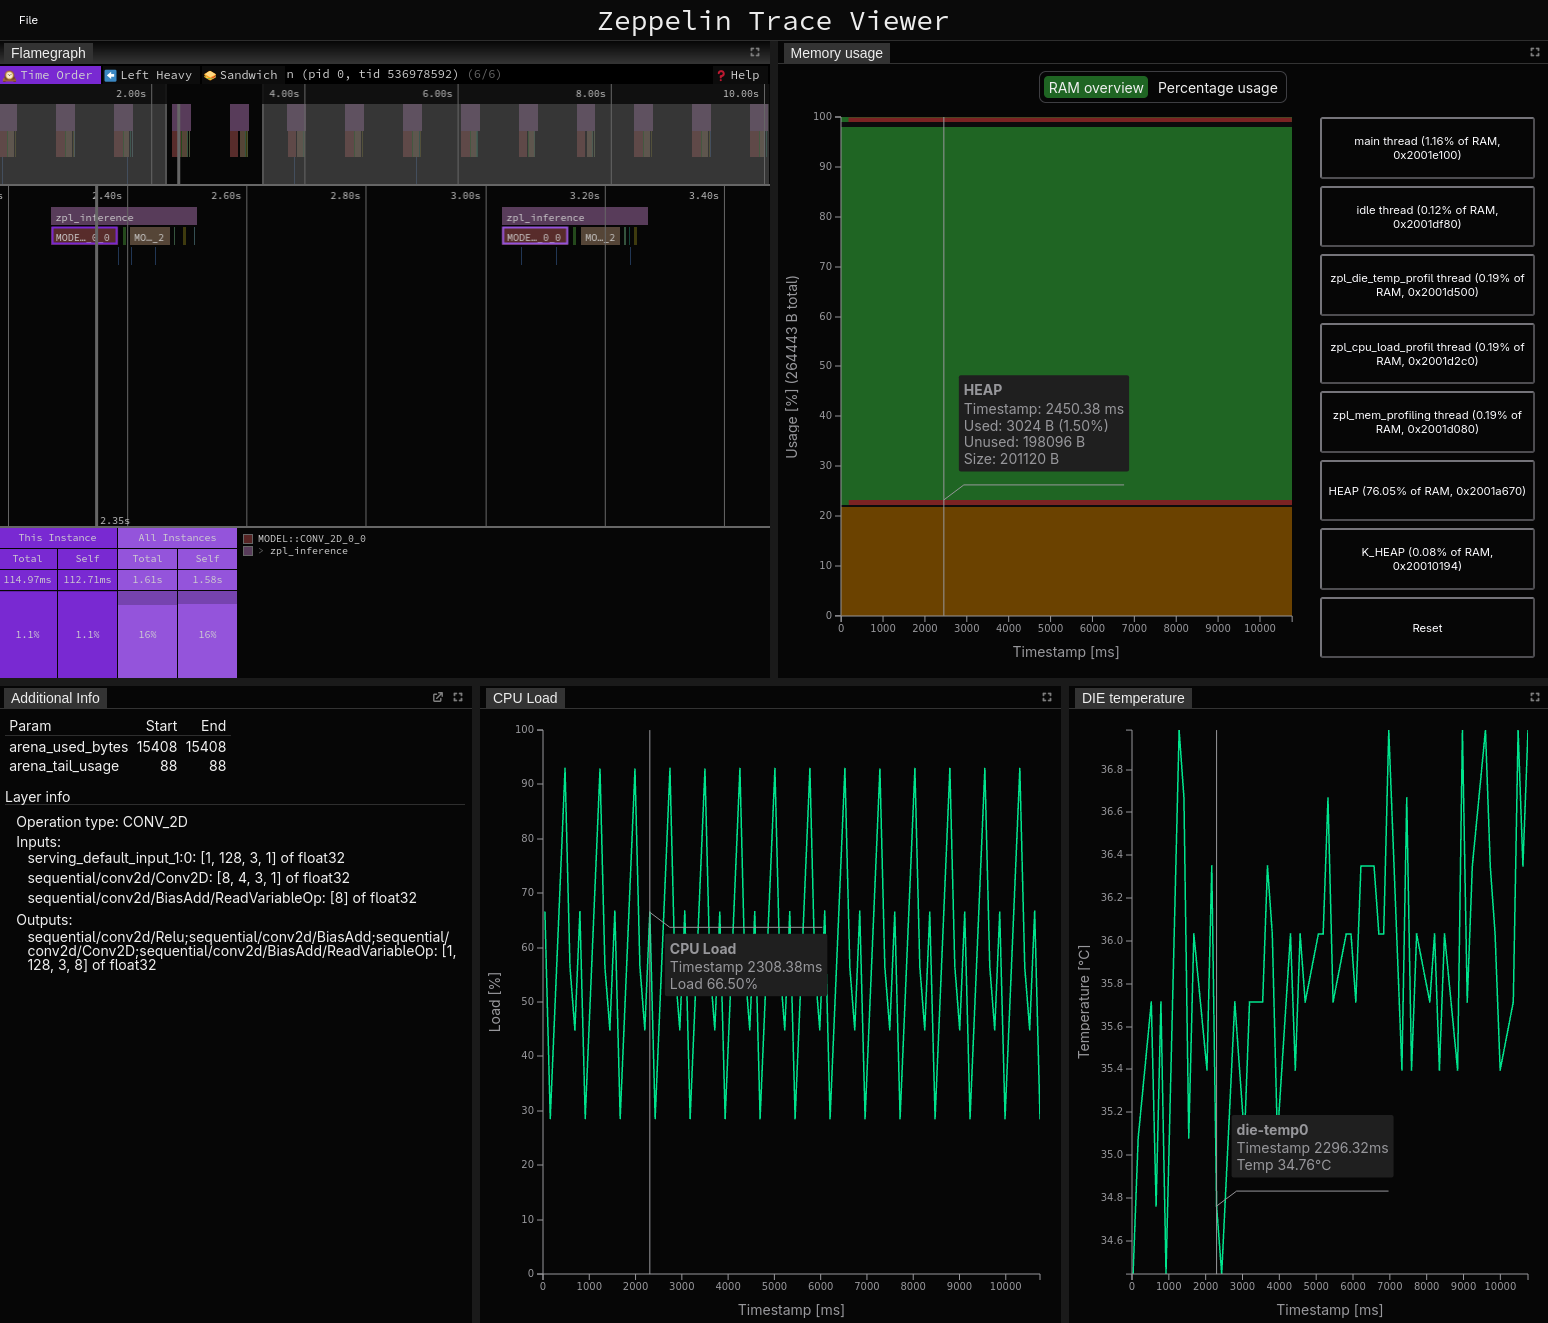 File
Zeppelin Trace Viewer
Flamegraph
Time Order
Left Heavy
Sandwich
n (pid 0, tid 536978592) (6/6)
Help
2.00s
4.00s
6.00s
8.00s
10.00s
s
2.40s
2.60s
2.80s
3.00s
3.20s
3.40s
zpl_inference
zpl_inference
MODE…_0_0
MO…_2
MODE…_0_0
MO…_2
2.35s
This Instance
All Instances
Total
Self
Total
Self
114.97ms
112.71ms
1.61s
1.58s
1.1%
1.1%
16%
16%
MODEL::CONV_2D_0_0
> zpl_inference
Memory usage
RAM overview
Percentage usage
100
90
80
70
60
50
40
30
20
10
0
Usage [%] (264443 B total)
0
1000
2000
3000
4000
5000
6000
7000
8000
9000
10000
Timestamp [ms]
HEAP
Timestamp: 2450.38 ms
Used: 3024 B (1.50%)
Unused: 198096 B
Size: 201120 B
main thread (1.16% of RAM,
0x2001e100)
idle thread (0.12% of RAM,
0x2001df80)
zpl_die_temp_profil thread (0.19% of
RAM, 0x2001d500)
zpl_cpu_load_profil thread (0.19% of
RAM, 0x2001d2c0)
zpl_mem_profiling thread (0.19% of
RAM, 0x2001d080)
HEAP (76.05% of RAM, 0x2001a670)
K_HEAP (0.08% of RAM,
0x20010194)
Reset
Additional Info
Param Start End
arena_used_bytes 15408 15408
arena_tail_usage 88 88
Layer info
Operation type: CONV_2D
Inputs:
serving_default_input_1:0: [1, 128, 3, 1] of float32
sequential/conv2d/Conv2D: [8, 4, 3, 1] of float32
sequential/conv2d/BiasAdd/ReadVariableOp: [8] of float32
Outputs:
sequential/conv2d/Relu;sequential/conv2d/BiasAdd;sequential/
conv2d/Conv2D;sequential/conv2d/BiasAdd/ReadVariableOp: [1,
128, 3, 8] of float32
CPU Load
100
90
80
70
60
50
40
30
20
10
0
Load [%]
0
1000
2000
3000
4000
5000
6000
7000
8000
9000
10000
Timestamp [ms]
CPU Load
Timestamp 2308.38ms
Load 66.50%
DIE temperature
36.8
36.6
36.4
36.2
36.0
35.8
35.6
35.4
35.2
35.0
34.8
34.6
Temperature [°C]
0
1000
2000
3000
4000
5000
6000
7000
8000
9000
10000
Timestamp [ms]
die-temp0
Timestamp 2296.32ms
Temp 34.76°C